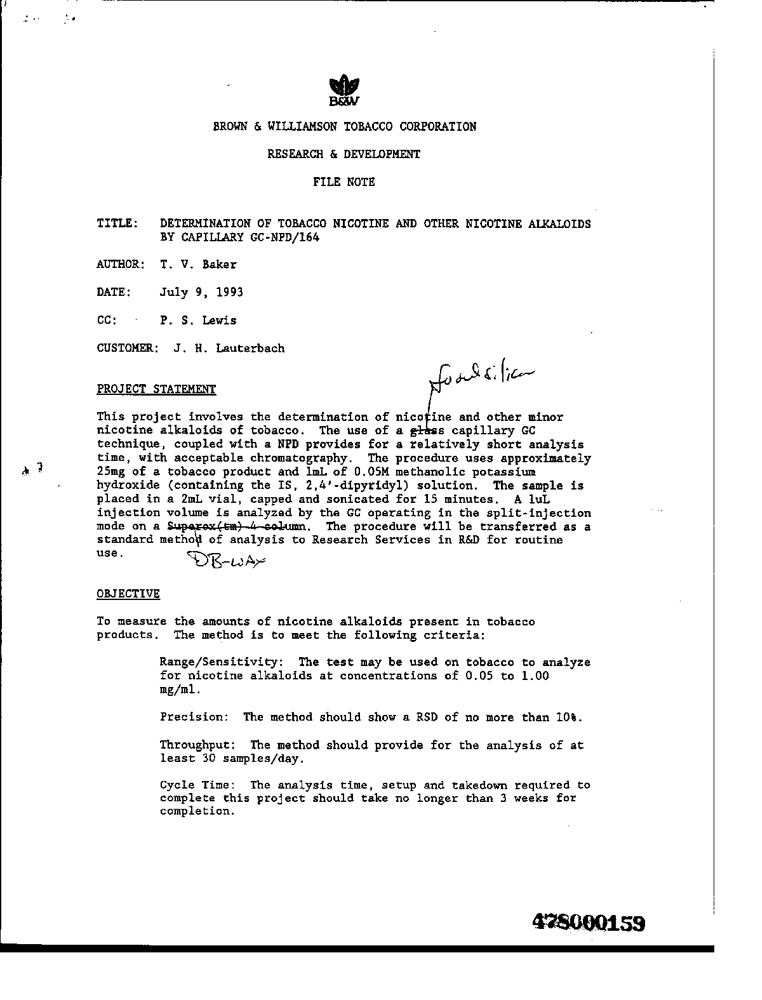 B&W
BROWN & WILLIAMSON TOBACCO CORPORATION
RESEARCH & DEVELOPMENT
FILE NOTE
TITLE: DETERMINATION OF TOBACCO NICOTINE AND OTHER NICOTINE ALKALOIDS
BY CAPILLARY GC-NPD/164
AUTHOR: T. V. Baker
DATE: July 9, 1993
CC: P. S. Lewis
CUSTOMER: J. H. Lauterbach
PROJECT STATEMENT
This project involves the determination of nicotine and other minor
nicotine alkaloids of tobacco. The use of a glass capillary GC
technique, coupled with a NPD provides for a relatively short analysis
time, with acceptable chromatography. The procedure uses approximately
25mg of a tobacco product and 1mL of 0.05M methanolic potassium
hydroxide (containing the IS, 2,4'-dipyridyl) solution. The sample is
placed in a 2mL vial, capped and sonicated for 15 minutes. A 1uL
injection volume is analyzed by the GC operating in the split-injection
mode on a Suparox(tm) 4 column. The procedure will be transferred as a
standard method of analysis to Research Services in R&D for routine
use.
DB-WAX
OBJECTIVE
To measure the amounts of nicotine alkaloids present in tobacco
products. The method is to meet the following criteria:
Range/Sensitivity: The test may be used on tobacco to analyze
for nicotine alkaloids at concentrations of 0.05 to 1.00
mg/ml.
Precision: The method should show a RSD of no more than 10%.
Throughput: The method should provide for the analysis of at
least 30 samples/day.
Cycle Time: The analysis time, setup and takedown required to
complete this project should take no longer than 3 weeks for
completion.
478000159